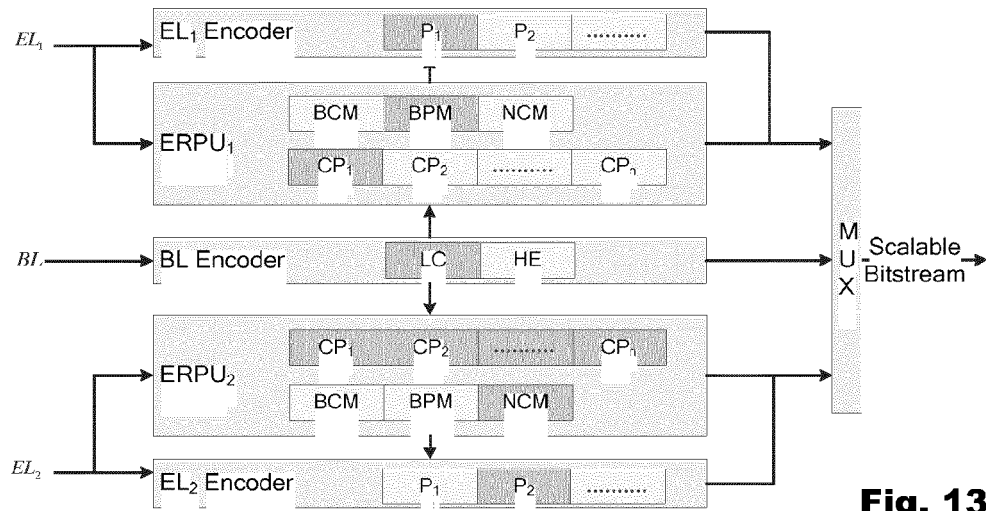 EL₁
EL₁ Encoder P₁ P₂ ..........
ERPU₁
BCM BPM NCM
CP₁ CP₂ .......... CPₙ
BL
BL Encoder LC HE
MUX
Scalable Bitstream
ERPU₂
CP₁ CP₂ .......... CPₙ
BCM BPM NCM
EL₂
EL₂ Encoder P₁ P₂ ..........
Fig. 13